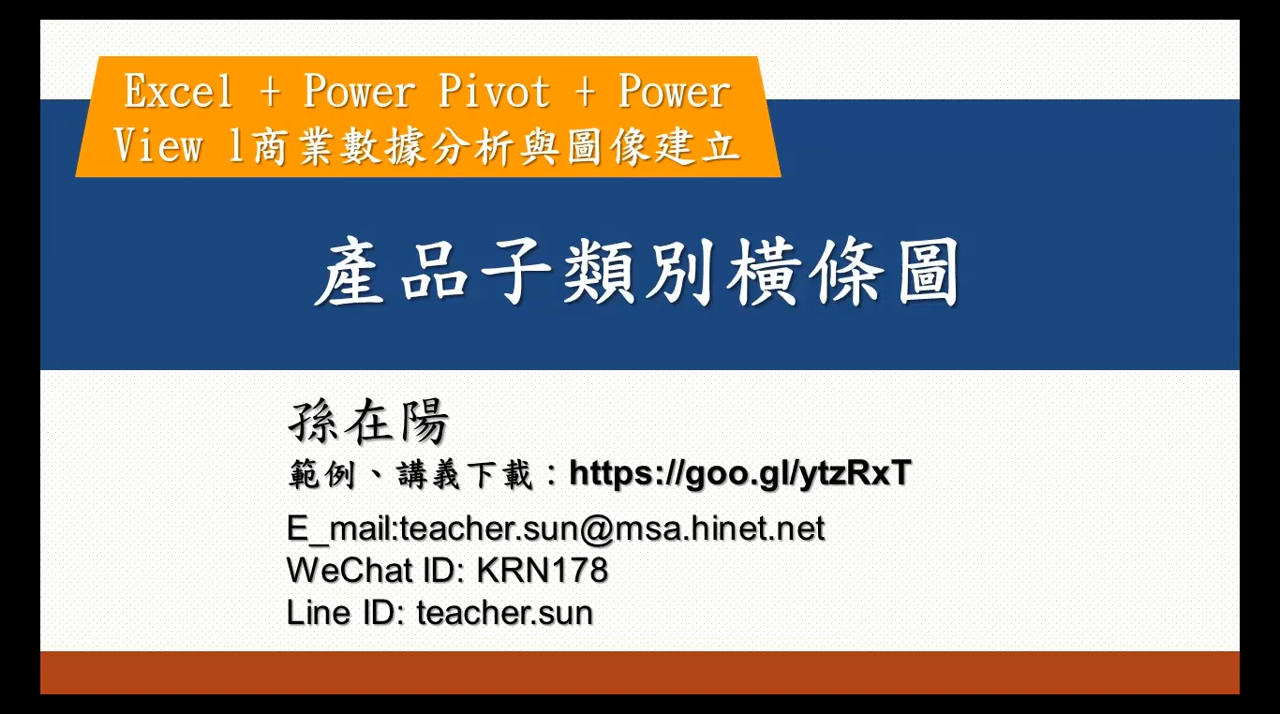 Excel + Power Pivot + Power
View 1商業數據分析與圖像建立
產品子類別橫條圖
孫在陽
範例、講義下載：https://goo.gl/ytzRxT
E_mail:teacher.sun@msa.hinet.net
WeChat ID: KRN178
Line ID: teacher.sun